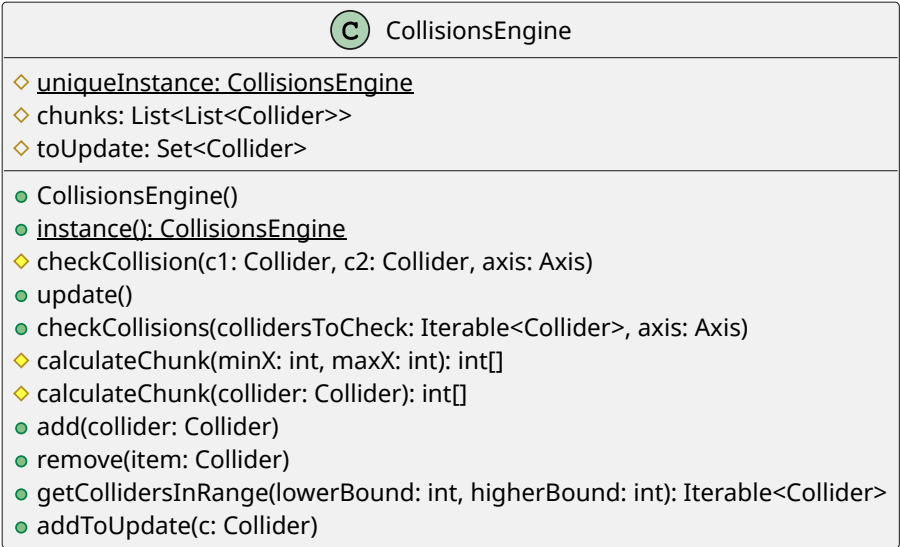 C CollisionsEngine
uniqueInstance: CollisionsEngine
chunks: List<List<Collider>>
toUpdate: Set<Collider>
CollisionsEngine()
instance(): CollisionsEngine
checkCollision(c1: Collider, c2: Collider, axis: Axis)
update()
checkCollisions(collidersToCheck: Iterable<Collider>, axis: Axis)
calculateChunk(minX: int, maxX: int): int[]
calculateChunk(collider: Collider): int[]
add(collider: Collider)
remove(item: Collider)
getCollidersInRange(lowerBound: int, higherBound: int): Iterable<Collider>
addToUpdate(c: Collider)